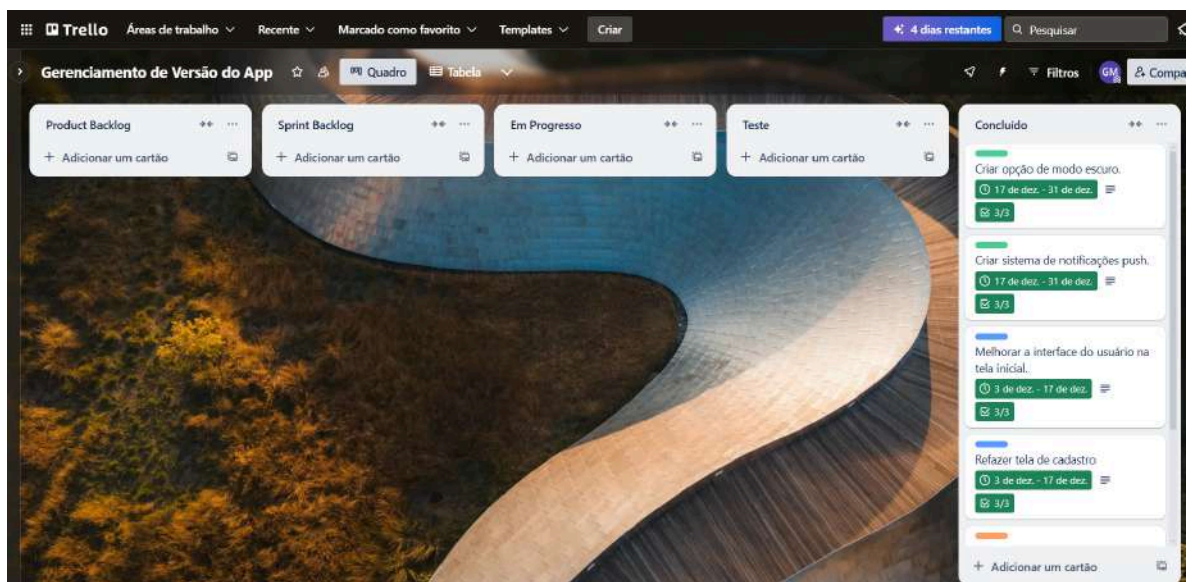 Trello
Áreas de trabalho
Recente
Marcado como favorito
Templates
Criar
4 dias restantes
Pesquisar
Gerenciamento de Versão do App
Quadro
Tabela
Filtros
GM
Compa
Product Backlog
+ Adicionar um cartão
Sprint Backlog
+ Adicionar um cartão
Em Progresso
+ Adicionar um cartão
Teste
+ Adicionar um cartão
Concluído
Criar opção de modo escuro.
17 de dez. - 31 de dez.
3/3
Criar sistema de notificações push.
17 de dez. - 31 de dez.
3/3
Melhorar a interface do usuário na
tela inicial.
3 de dez. - 17 de dez.
3/3
Refazer tela de cadastro
3 de dez. - 17 de dez.
3/3
+ Adicionar um cartão